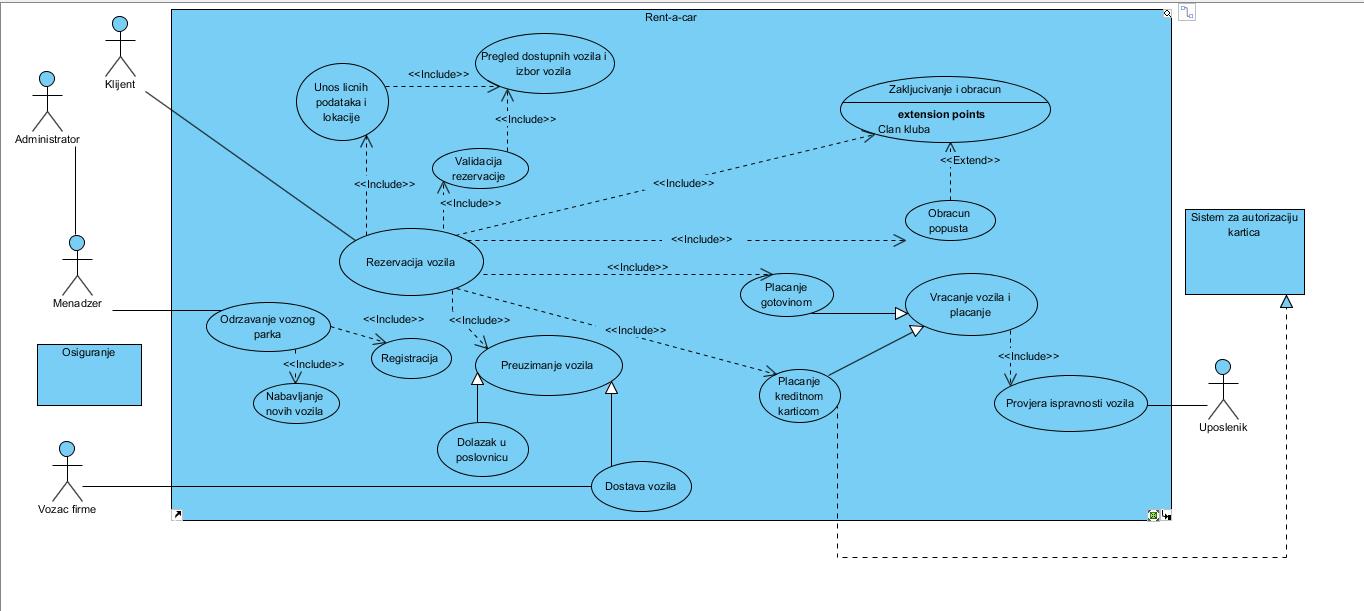 Rent-a-car
Klijent
Administrator
Menadzer
Osiguranje
Vozac firme
Unos licnih
podataka i
lokacije
<<Include>>
Pregled dostupnih vozila i
izbor vozila
<<Include>>
Validacija
rezervacije
<<Include>>
<<Include>>
<<Include>>
Zakljucivanje i obracun
extension points
Clan kluba
<<Extend>>
Obracun
popusta
<<Include>>
Rezervacija vozila
<<Include>>
Placanje
gotovinom
Vracanje vozila i
placanje
Odrzavanje voznog
parka
<<Include>>
<<Include>>
<<Include>>
Registracija
<<Include>>
Nabavljanje
novih vozila
Preuzimanje vozila
Placanje
kreditnom
karticom
<<Include>>
Provjera ispravnosti vozila
Dolazak u
poslovnicu
Dostava vozila
Sistem za autorizaciju
kartica
Uposlenik